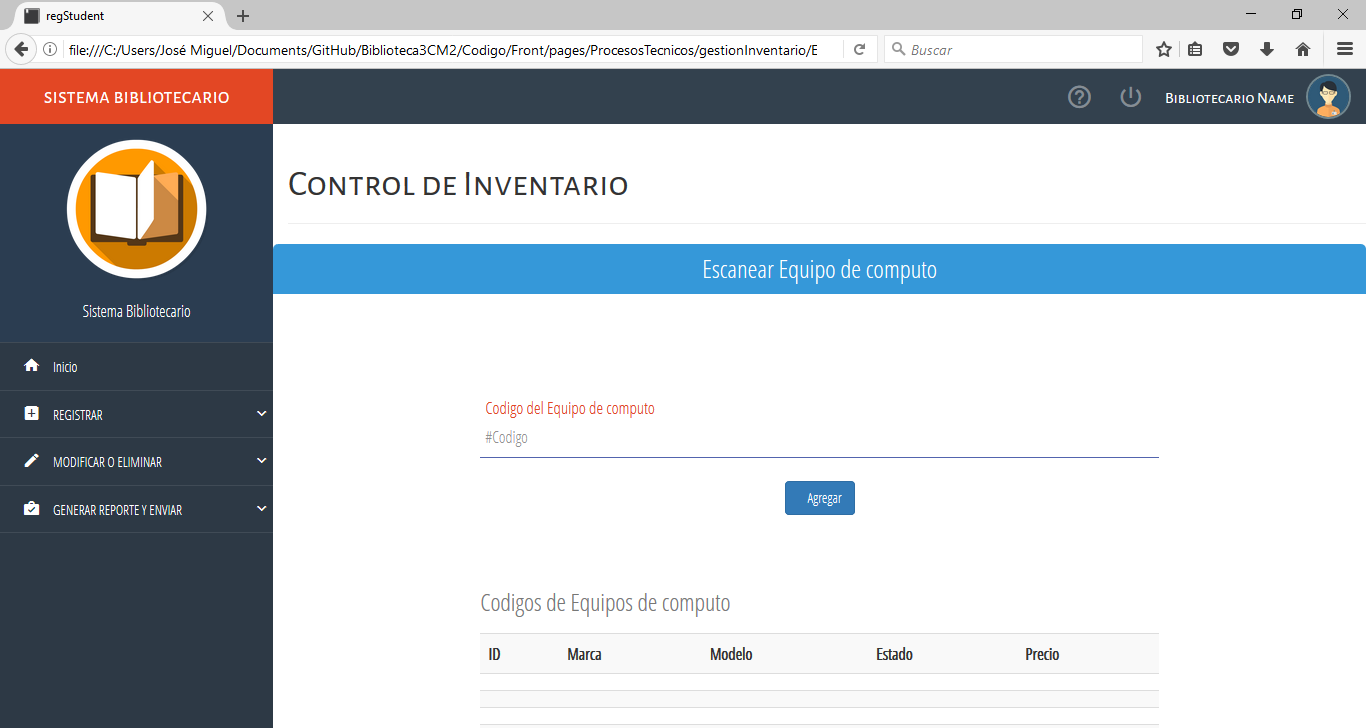 regStudent
file:///C:/Users/José Miguel/Documents/GitHub/Biblioteca3CM2/Codigo/Front/pages/ProcesosTecnicos/gestionInventario/E
Buscar
SISTEMA BIBLIOTECARIO
Bibliotecario Name
Sistema Bibliotecario
Inicio
REGISTRAR
MODIFICAR O ELIMINAR
GENERAR REPORTE Y ENVIAR
Control de Inventario
Escanear Equipo de computo
Codigo del Equipo de computo
#Codigo
Agregar
Codigos de Equipos de computo
ID Marca Modelo Estado Precio